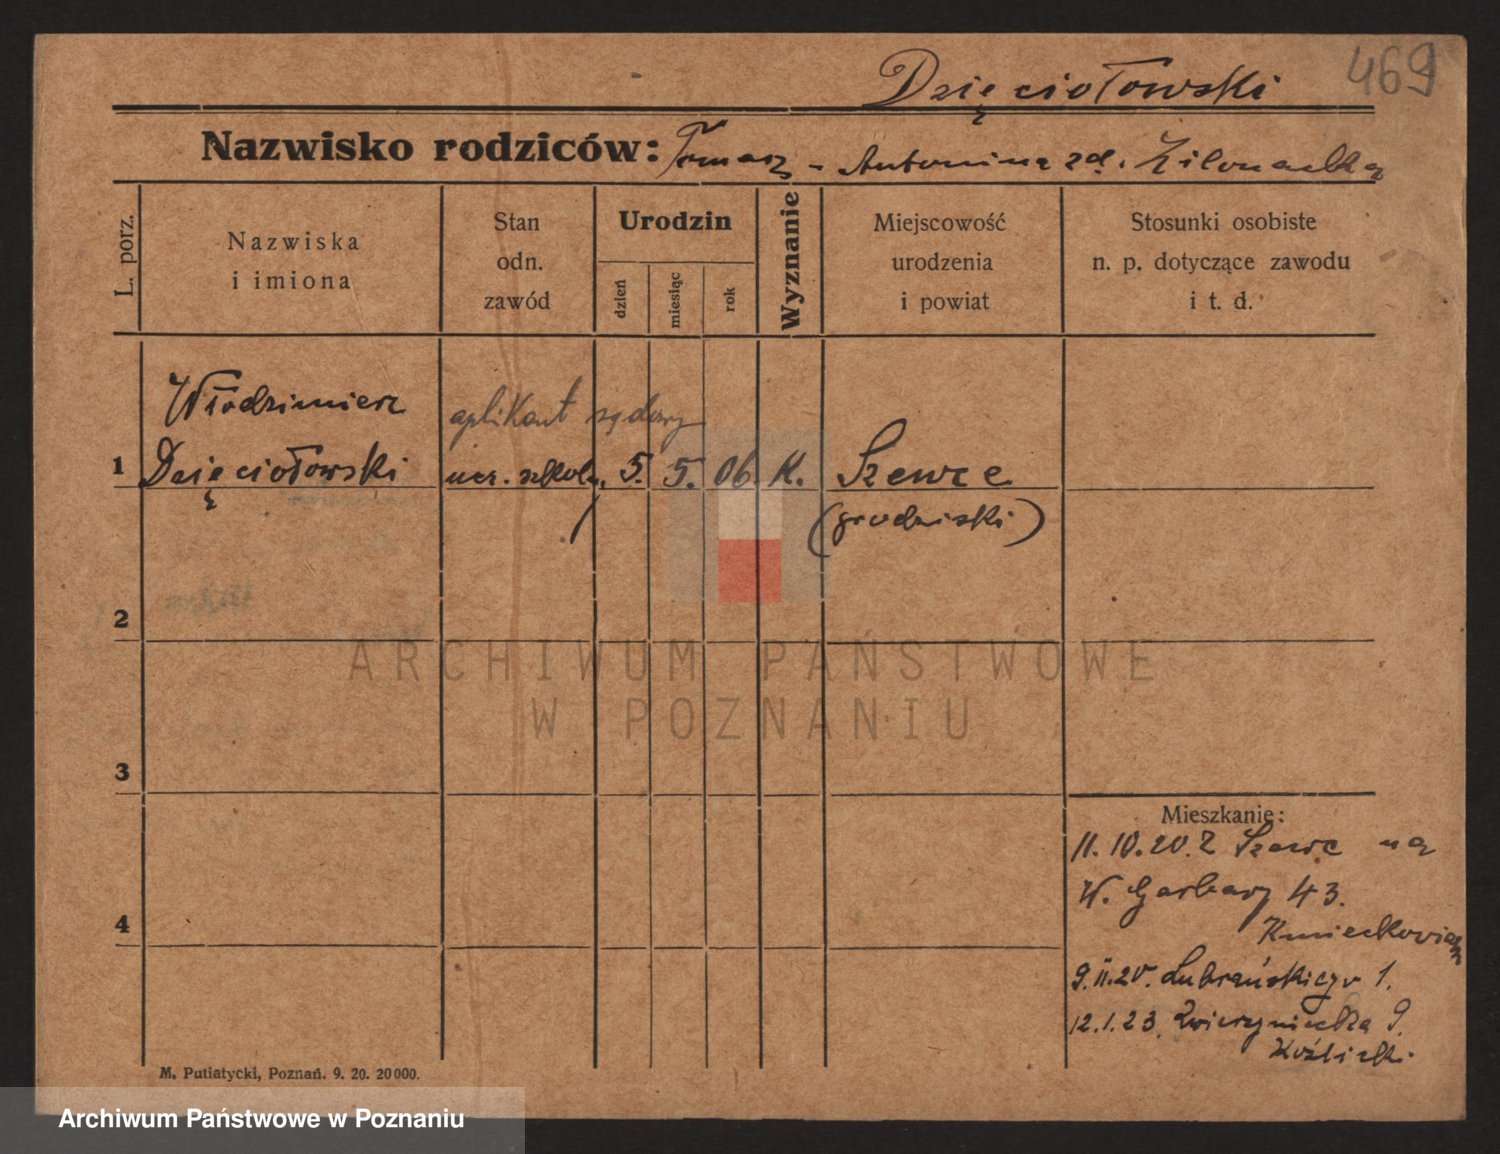 469
Dzięciołowski
Nazwisko rodziców: Tomasz - Antonina zd.
L. porz.
Nazwiska
i imiona
Stan
odn.
zawód
Urodzin
dzień
miesiąc
rok
Wyznanie
Miejscowość
urodzenia
i powiat
Stosunki osobiste
n. p. dotyczące zawodu
i t. d.
Włodzimierz
aplikant sądowy
1 Dzięciołowski ucz. szkoły 5. 5. 06. K. Szewce
(grodziski)
2
ARCHIWUM PAŃSTWOWE
W POZNANIU
3
Mieszkanie:
11.10.20. Z Szewc na
W. Garbary 43.
4
9.11.20. Lubrańskiego 1.
12.1.23. Zwierzyniecka 9.
M. Putiatycki, Poznań. 9. 20. 20000.
Archiwum Państwowe w Poznaniu